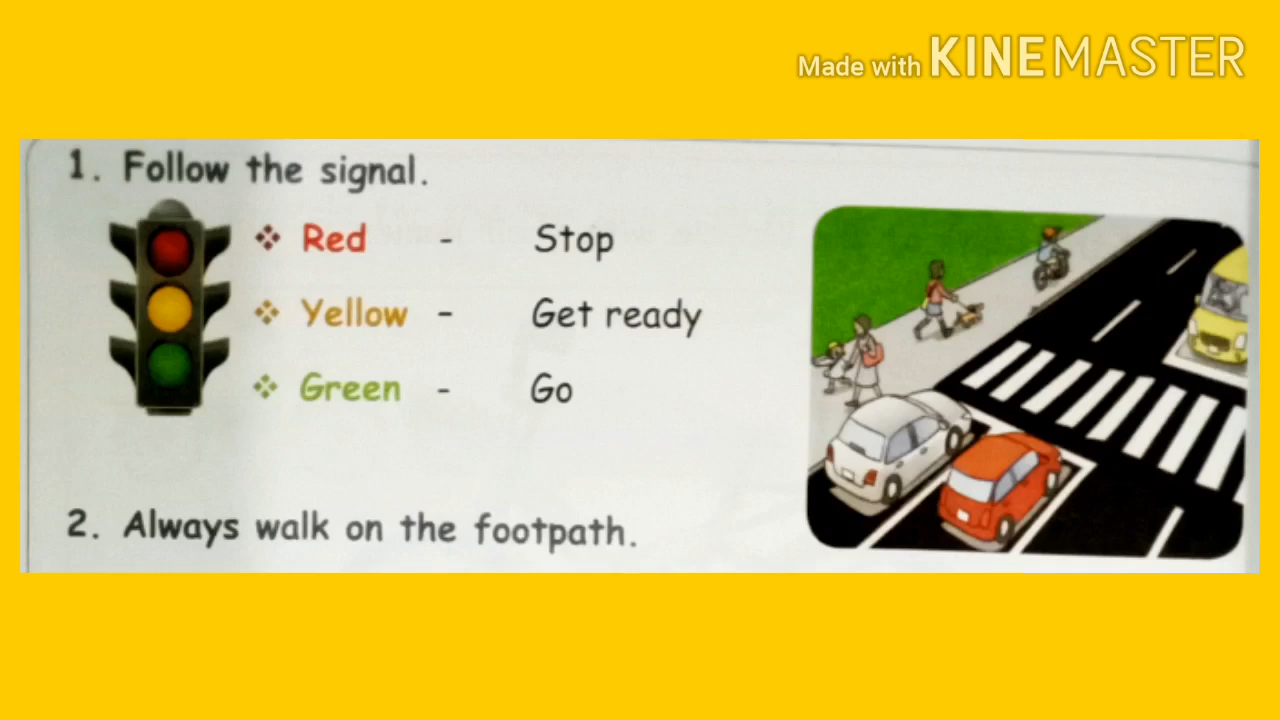 Made with KINEMASTER
1. Follow the signal.
❖ Red - Stop
❖ Yellow - Get ready
❖ Green - Go
2. Always walk on the footpath.